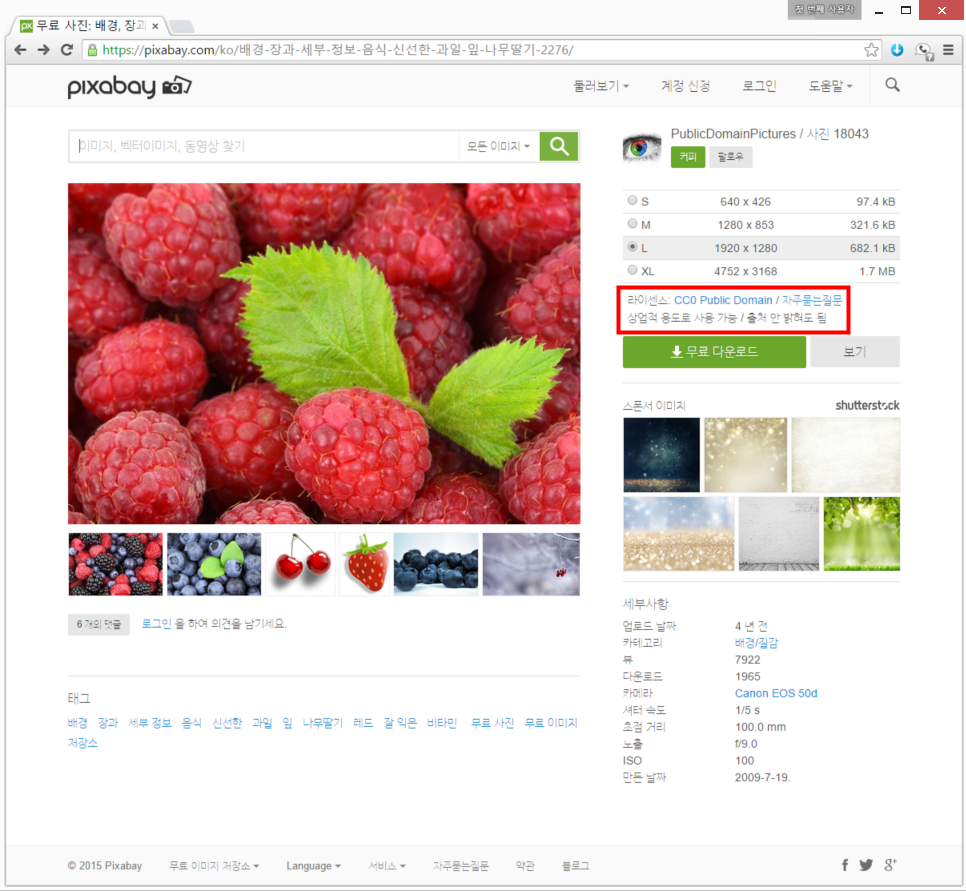 첫 번째 사용자
px 무료 사진: 배경, 장과
https://pixabay.com/ko/배경-장과-세부-정보-음식-신선한-과일-잎-나무딸기-2276/
pixabay
둘러보기 계정 신청 로그인 도움말
이미지, 벡터이미지, 동영상 찾기 모든 이미지
PublicDomainPictures / 사진 18043
커피 팔로우
S 640 x 426 97.4 kB
M 1280 x 853 321.6 kB
L 1920 x 1280 682.1 kB
XL 4752 x 3168 1.7 MB
라이센스: CC0 Public Domain / 자주묻는질문
상업적 용도로 사용 가능 / 출처 안 밝혀도 됨
무료 다운로드 보기
스폰서 이미지 shutterstock
6 개의 댓글 로그인 을 하여 의견을 남기세요.
태그
배경 장과 세부 정보 음식 신선한 과일 잎 나무딸기 레드 잘 익은 비타민 무료 사진 무료 이미지
저장소
세부사항
업로드 날짜 4 년 전
카테고리 배경/질감
뷰 7922
다운로드 1965
카메라 Canon EOS 50d
셔터 속도 1/5 s
초점 거리 100.0 mm
노출 f/9.0
ISO 100
만든 날짜 2009-7-19.
© 2015 Pixabay 무료 이미지 저장소 Language 서비스 자주묻는질문 약관 블로그